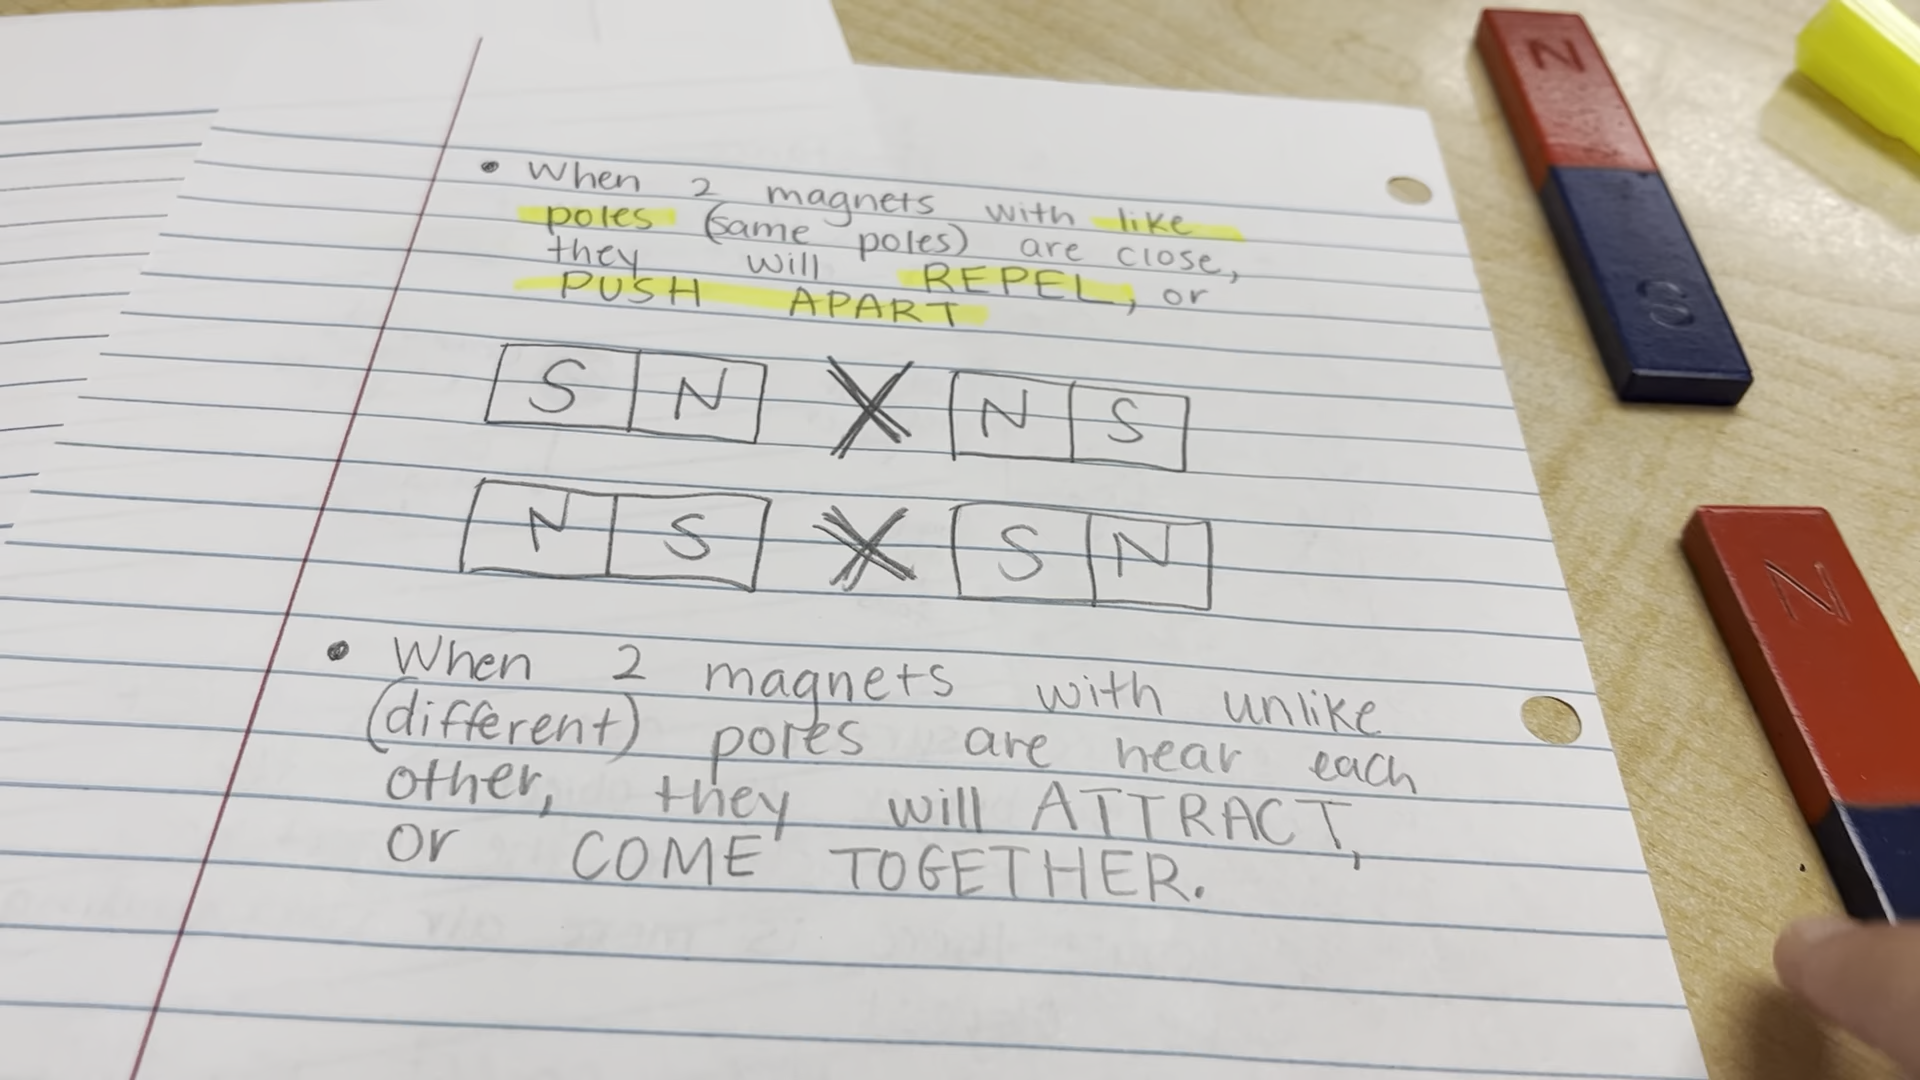 • When 2 magnets with like
poles (same poles) are close,
they will REPEL, or
PUSH APART
S N X N S
N S X S N
• When 2 magnets with unlike
(different) poles are near each
other, they will ATTRACT,
or COME TOGETHER.
N
S
N